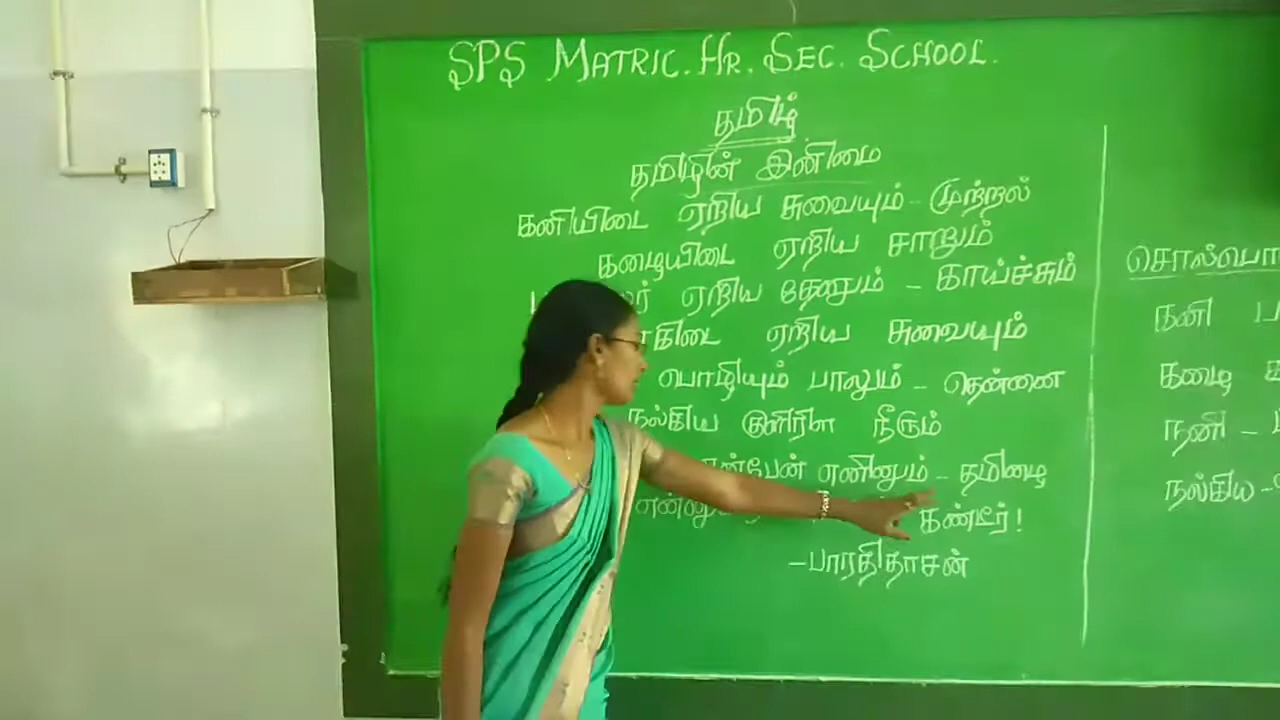 SPS MATRIC. HR. SEC. SCHOOL.
தமிழ்
தமிழின் இனிமை
கனியிடை ஏறிய சுவையும் - முற்றல்
கழையிடை ஏறிய சாறும்
ஏறிய தேனும் - காய்ச்சும்
ஏறிய சுவையும்
பொழியும் பாலும் - தென்னை
நல்கிய குளிரிள நீரும்
என்பேன் எனினும் - தமிழை
கண்டீர்!
- பாரதிதாசன்
கனி
கழை
நனி -
நல்கிய -